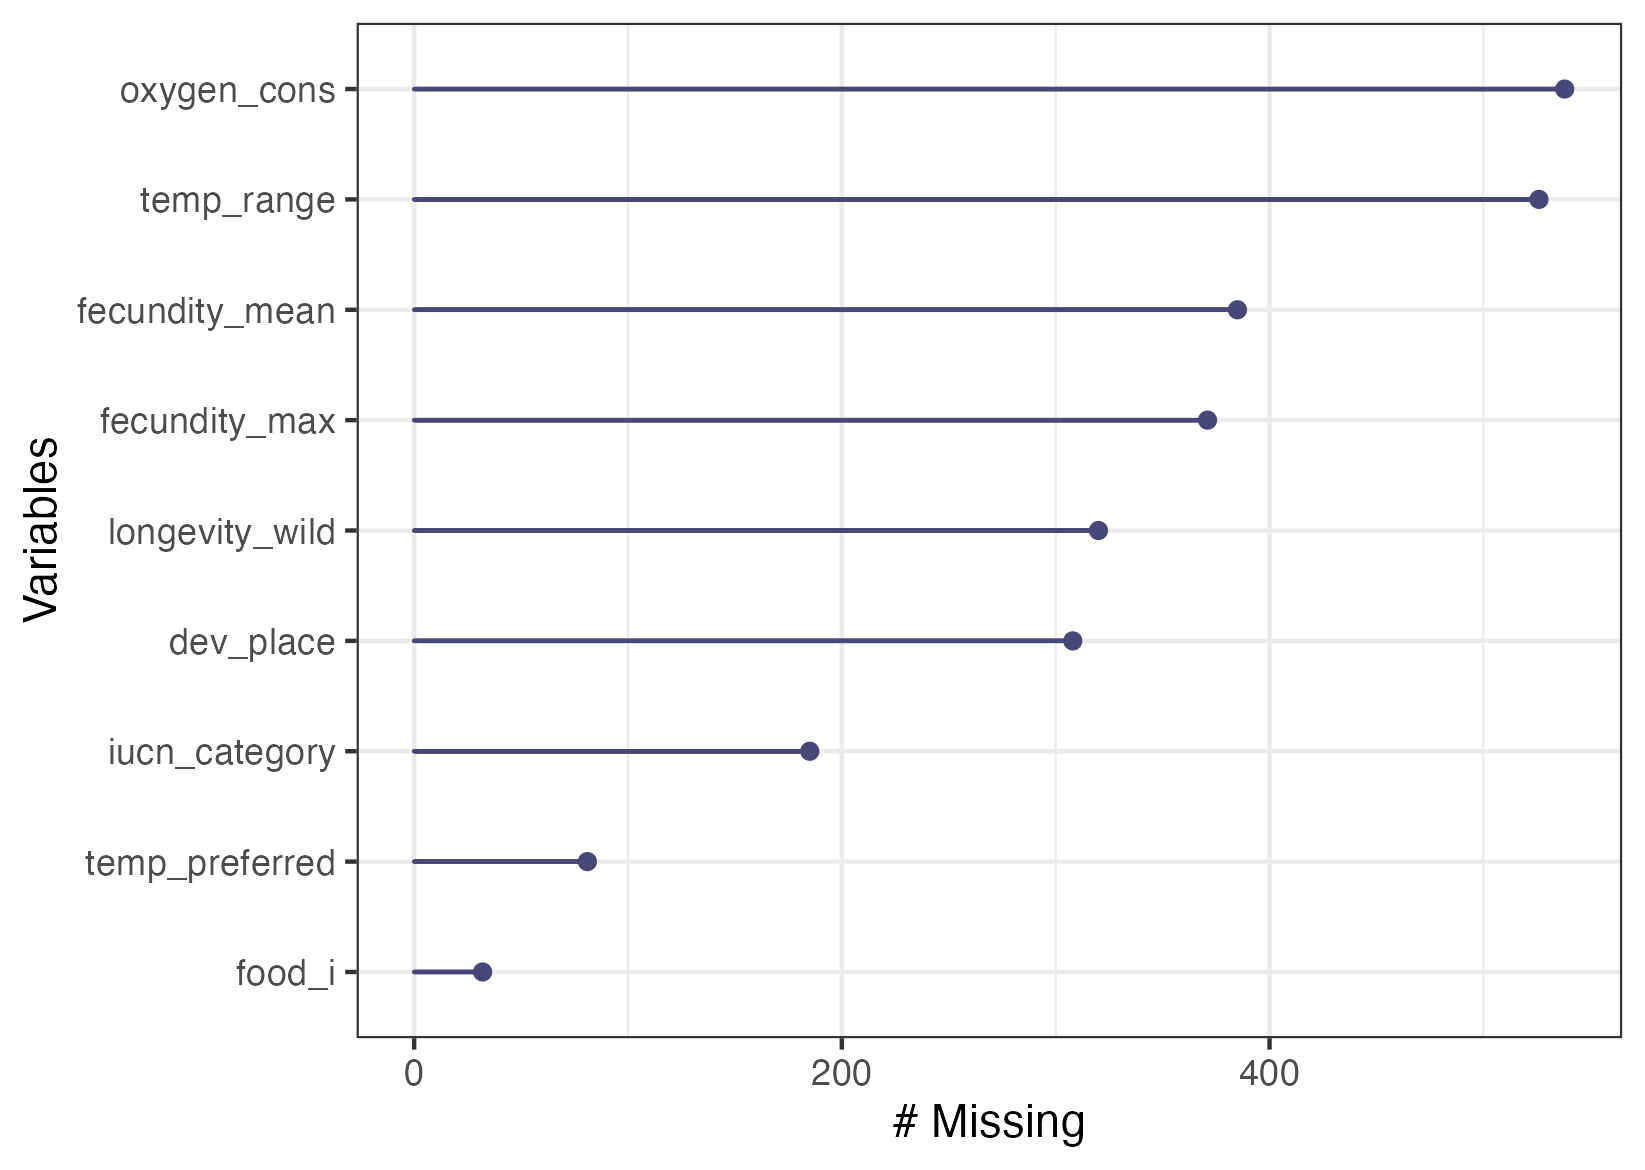 oxygen_cons
temp_range
fecundity_mean
fecundity_max
longevity_wild
dev_place
iucn_category
temp_preferred
food_i
Variables
0 200 400
# Missing